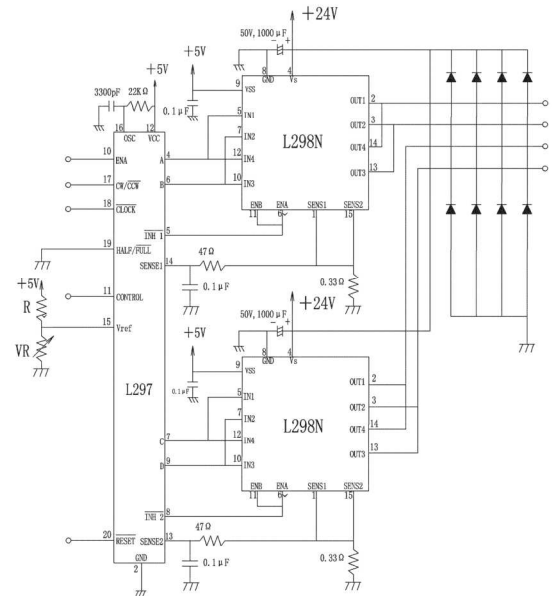 +24V
50V, 1000μF
- +
+5V
8
GND
4
Vs
9
VSS
0.1μF
5
IN1
7
IN2
12
IN4
10
IN3
L298N
OUT1
2
OUT2
3
OUT4
14
OUT3
13
ENB
11
ENA
6
SENS1
1
SENS2
15
+5V
3300pF
22KΩ
16
OSC
12
VCC
10
ENA
17
CW/CCW
18
CLOCK
19
HALF/FULL
+5V
R
11
CONTROL
15
Vref
VR
A
4
B
6
INH 1
5
SENSE1
14
47Ω
0.1μF
0.33Ω
L297
+24V
50V, 1000μF
- +
+5V
8
GND
4
Vs
9
VSS
0.1μF
5
IN1
7
IN2
12
IN4
10
IN3
L298N
OUT1
2
OUT2
3
OUT4
14
OUT3
13
ENB
11
ENA
6
SENS1
1
SENS2
15
C
7
D
9
INH 2
8
20
RESET
SENSE2
13
47Ω
0.1μF
0.33Ω
GND
2